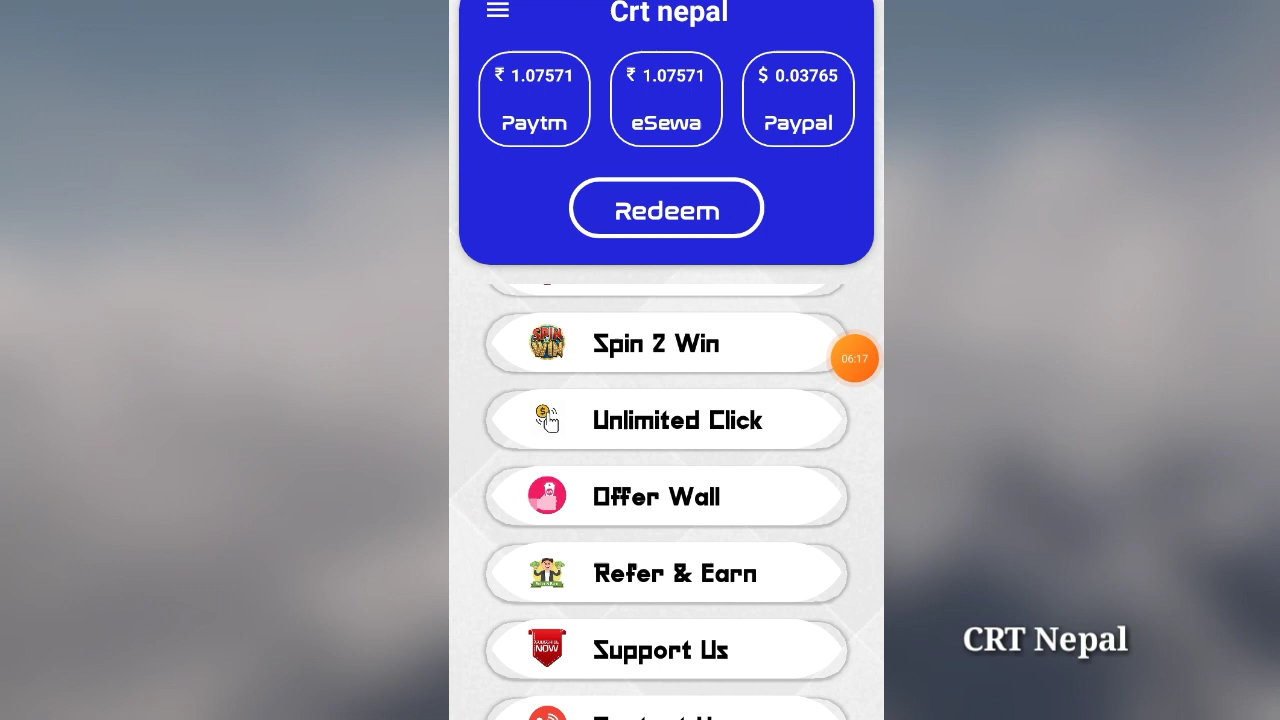 Crt nepal
₹ 1.07571
Paytm
₹ 1.07571
eSewa
$ 0.03765
Paypal
Redeem
Spin 2 Win
06:17
Unlimited Click
Offer Wall
Refer & Earn
NOW
Support Us
CRT Nepal